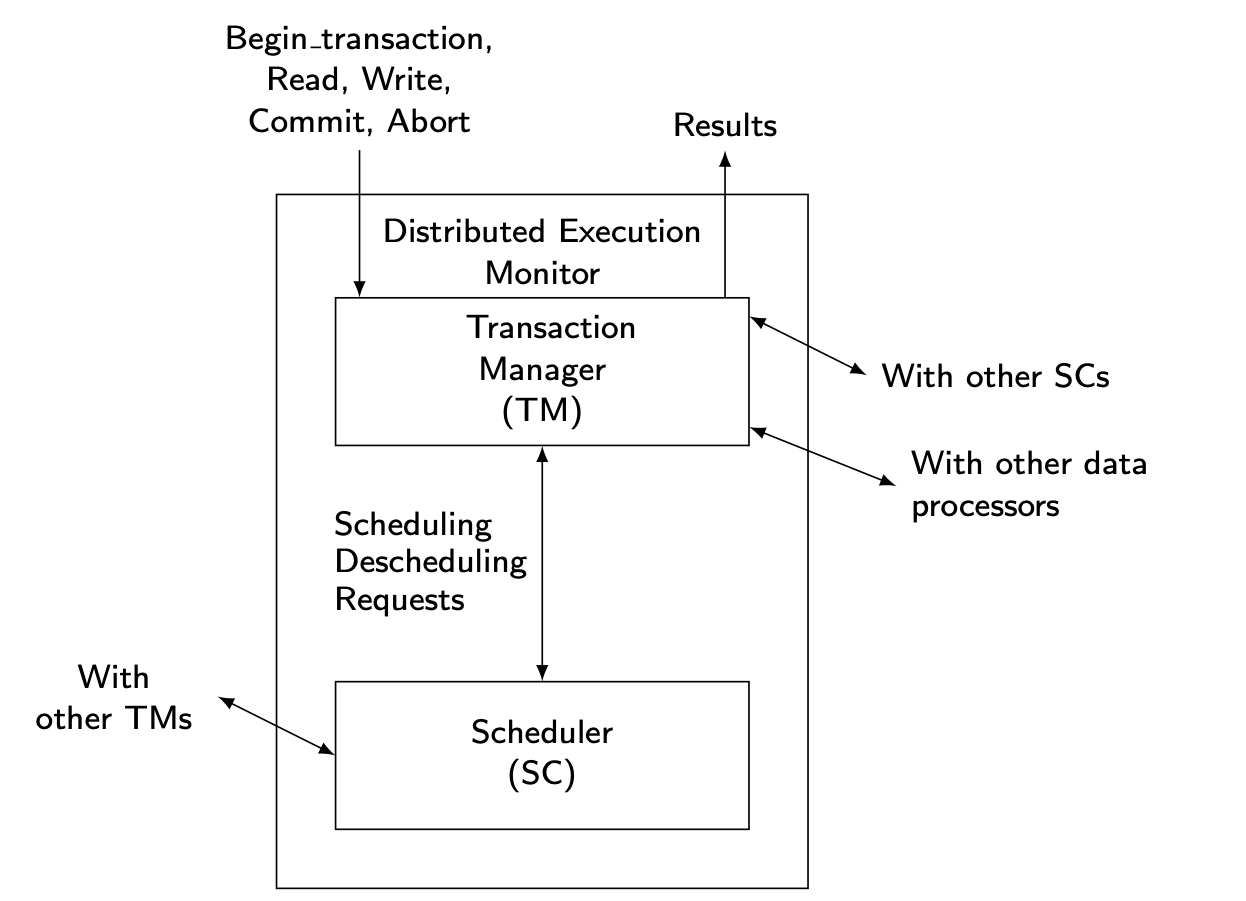 Begin_transaction,
Read, Write,
Commit, Abort
Results
Distributed Execution
Monitor
Transaction
Manager
(TM)
With other SCs
With other data
processors
Scheduling
Descheduling
Requests
With
other TMs
Scheduler
(SC)